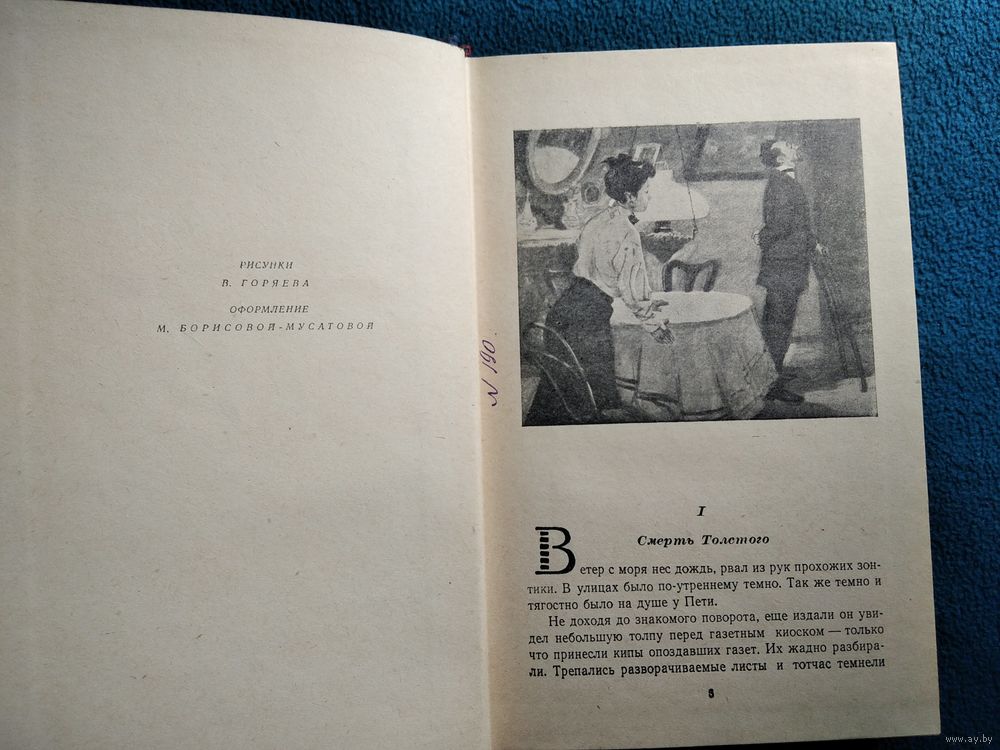 РИСУНКИ
В. ГОРЯЕВА
ОФОРМЛЕНИЕ
М. БОРИСОВОЙ-МУСАТОВОЙ
N 190.
I
Смерть Толстого
Ветер с моря нес дождь, рвал из рук прохожих зон-
тики. В улицах было по-утреннему темно. Так же темно и
тягостно было на душе у Пети.
Не доходя до знакомого поворота, еще издали он уви-
дел небольшую толпу перед газетным киоском — только
что принесли кипы опоздавших газет. Их жадно разбира-
ли. Трепались разворачиваемые листы и тотчас темнели
3
www.ay.by